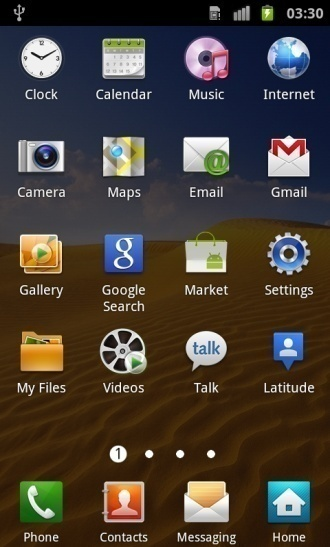 03:30
Clock Calendar Music Internet
Camera Maps Email Gmail
Gallery Google Search Market Settings
talk
My Files Videos Talk Latitude
1
Phone Contacts Messaging Home